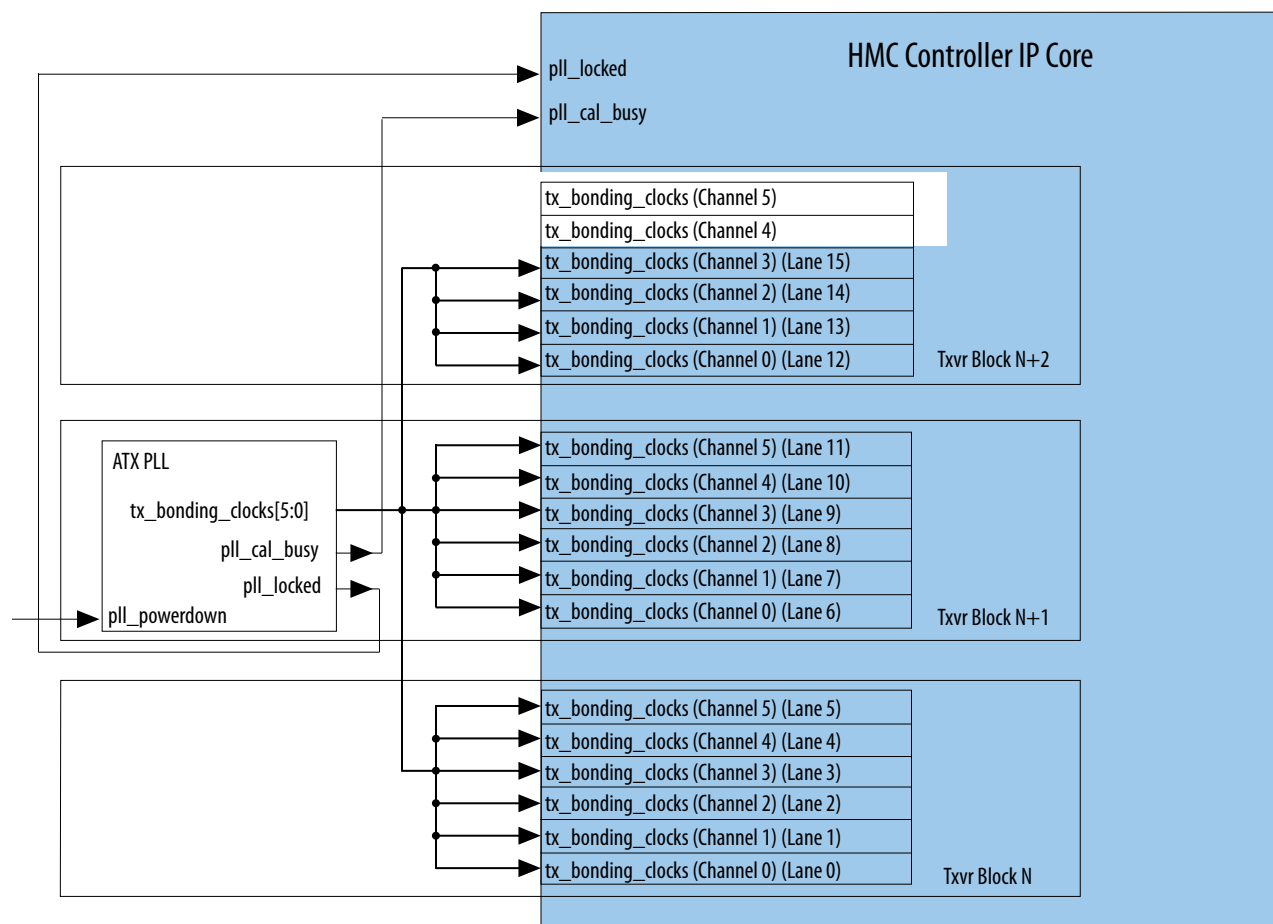 HMC Controller IP Core
pll_locked
pll_cal_busy
tx_bonding_clocks (Channel 5)
tx_bonding_clocks (Channel 4)
tx_bonding_clocks (Channel 3) (Lane 15)
tx_bonding_clocks (Channel 2) (Lane 14)
tx_bonding_clocks (Channel 1) (Lane 13)
tx_bonding_clocks (Channel 0) (Lane 12)
Txvr Block N+2
ATX PLL
tx_bonding_clocks[5:0]
pll_cal_busy
pll_locked
pll_powerdown
tx_bonding_clocks (Channel 5) (Lane 11)
tx_bonding_clocks (Channel 4) (Lane 10)
tx_bonding_clocks (Channel 3) (Lane 9)
tx_bonding_clocks (Channel 2) (Lane 8)
tx_bonding_clocks (Channel 1) (Lane 7)
tx_bonding_clocks (Channel 0) (Lane 6)
Txvr Block N+1
tx_bonding_clocks (Channel 5) (Lane 5)
tx_bonding_clocks (Channel 4) (Lane 4)
tx_bonding_clocks (Channel 3) (Lane 3)
tx_bonding_clocks (Channel 2) (Lane 2)
tx_bonding_clocks (Channel 1) (Lane 1)
tx_bonding_clocks (Channel 0) (Lane 0)
Txvr Block N